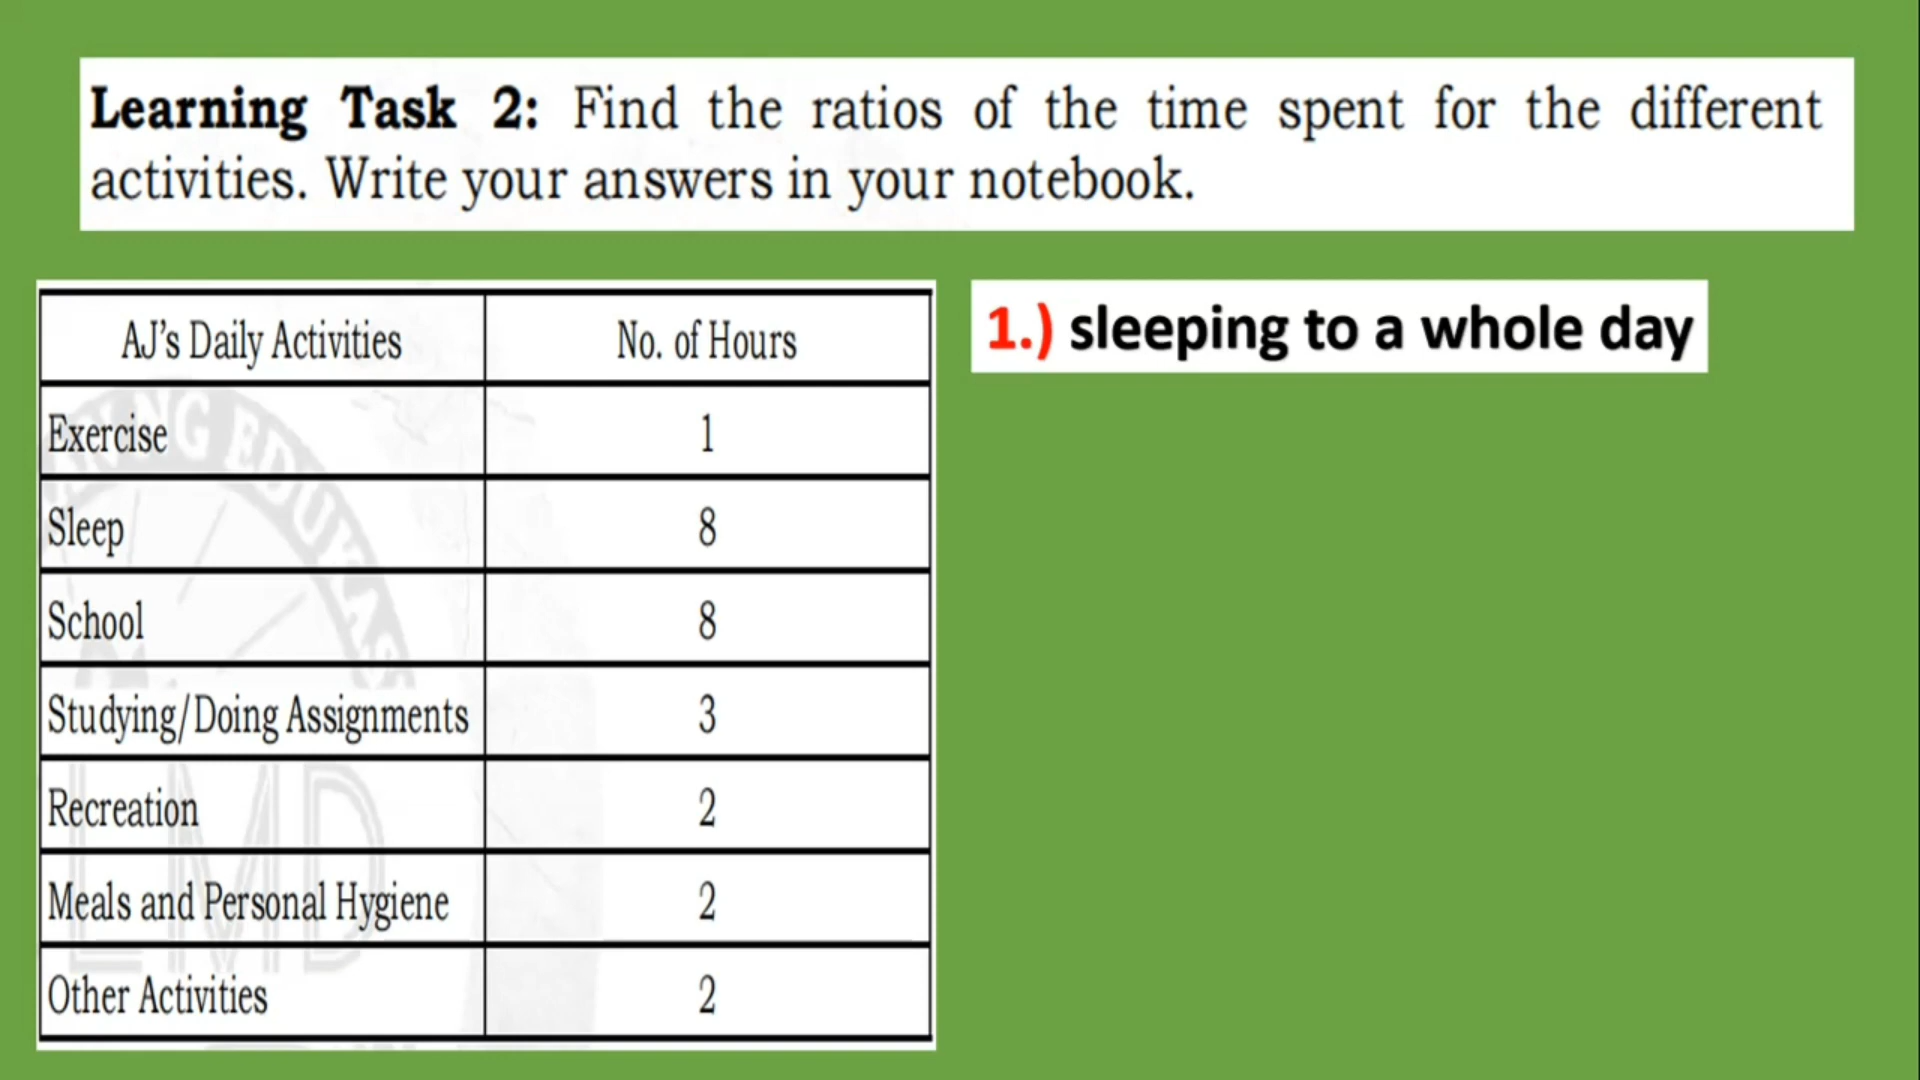 Learning Task 2: Find the ratios of the time spent for the different
activities. Write your answers in your notebook.
AJ's Daily Activities No. of Hours
Exercise 1
Sleep 8
School 8
Studying/Doing Assignments 3
Recreation 2
Meals and Personal Hygiene 2
Other Activities 2
1.) sleeping to a whole day